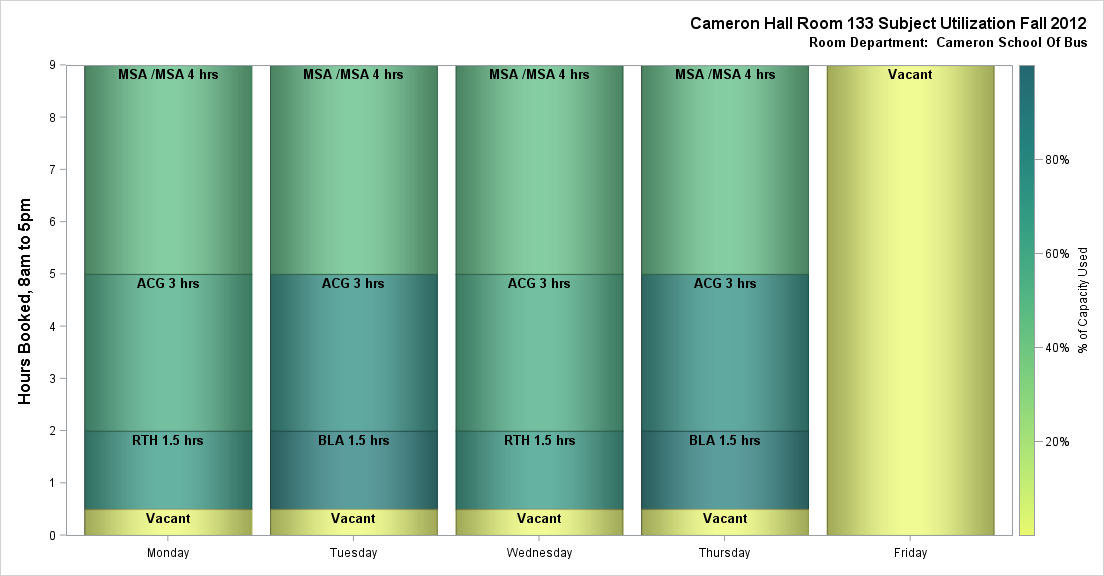 Cameron Hall Room 133 Subject Utilization Fall 2012
Room Department:  Cameron School Of Bus
Hours Booked, 8am to 5pm
9
8
7
6
5
4
3
2
1
0
MSA /MSA 4 hrs
ACG 3 hrs
RTH 1.5 hrs
Vacant
Monday
MSA /MSA 4 hrs
ACG 3 hrs
BLA 1.5 hrs
Vacant
Tuesday
MSA /MSA 4 hrs
ACG 3 hrs
RTH 1.5 hrs
Vacant
Wednesday
MSA /MSA 4 hrs
ACG 3 hrs
BLA 1.5 hrs
Vacant
Thursday
Vacant
Friday
80%
60%
40%
20%
% of Capacity Used